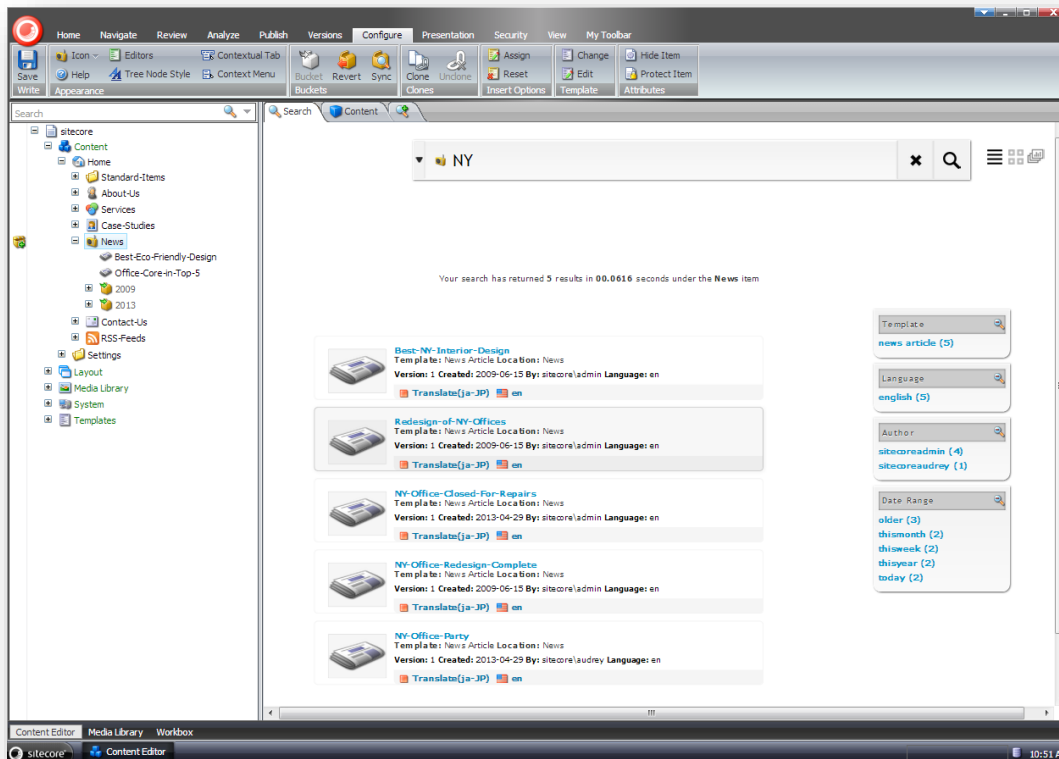 Home Navigate Review Analyze Publish Versions Configure Presentation Security View My Toolbar
Save
Write
Icon Editors Contextual Tab
Help Tree Node Style Context Menu
Appearance
Bucket Revert Sync
Buckets
Clone Unclone
Clones
Assign
Reset
Insert Options
Change
Edit
Template
Hide Item
Protect Item
Attributes
Search
sitecore
Content
Home
Standard-Items
About-Us
Services
Case-Studies
News
Best-Eco-Friendly-Design
Office-Core-in-Top-5
2009
2013
Contact-Us
RSS-Feeds
Settings
Layout
Media Library
System
Templates
Search Content
NY
Your search has returned 5 results in 00.0616 seconds under the News item
Best-NY-Interior-Design
Template: News Article Location: News
Version: 1 Created: 2009-06-15 By: sitecore\admin Language: en
Translate(ja-JP) en
Redesign-of-NY-Offices
Template: News Article Location: News
Version: 1 Created: 2009-06-15 By: sitecore\admin Language: en
Translate(ja-JP) en
NY-Office-Closed-For-Repairs
Template: News Article Location: News
Version: 1 Created: 2013-04-29 By: sitecore\admin Language: en
Translate(ja-JP) en
NY-Office-Redesign-Complete
Template: News Article Location: News
Version: 1 Created: 2009-06-15 By: sitecore\admin Language: en
Translate(ja-JP) en
NY-Office-Party
Template: News Article Location: News
Version: 1 Created: 2013-04-29 By: sitecore\audrey Language: en
Translate(ja-JP) en
Template
news article (5)
Language
english (5)
Author
sitecoreadmin (4)
sitecoreaudrey (1)
Date Range
older (3)
thismonth (2)
thisweek (2)
thisyear (2)
today (2)
Content Editor Media Library Workbox
sitecore Content Editor 10:51 A